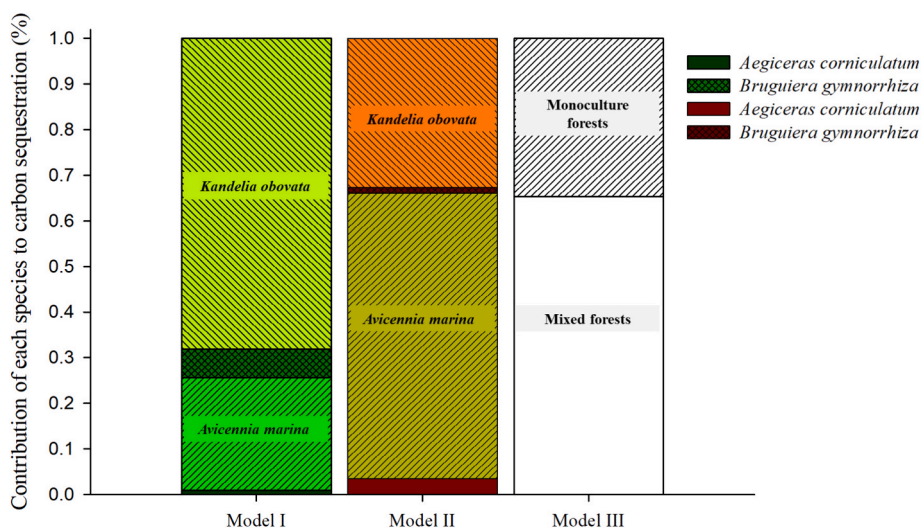 Contribution of each species to carbon sequestration (%)
1.0
0.9
0.8
0.7
0.6
0.5
0.4
0.3
0.2
0.1
0.0
Kandelia obovata
Avicennia marina
Kandelia obovata
Avicennia marina
Monoculture
forests
Mixed forests
Model I
Model II
Model III
Aegiceras corniculatum
Bruguiera gymnorrhiza
Aegiceras corniculatum
Bruguiera gymnorrhiza